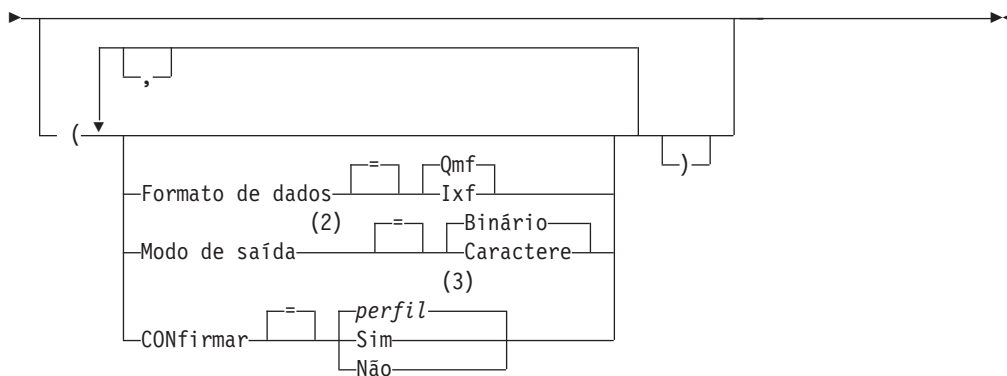 ,
(
)
=
Qmf
Formato de dados
Ixf
(2)
=
Binário
Modo de saída
Caractere
(3)
=
perfil
CONfirmar
Sim
Não